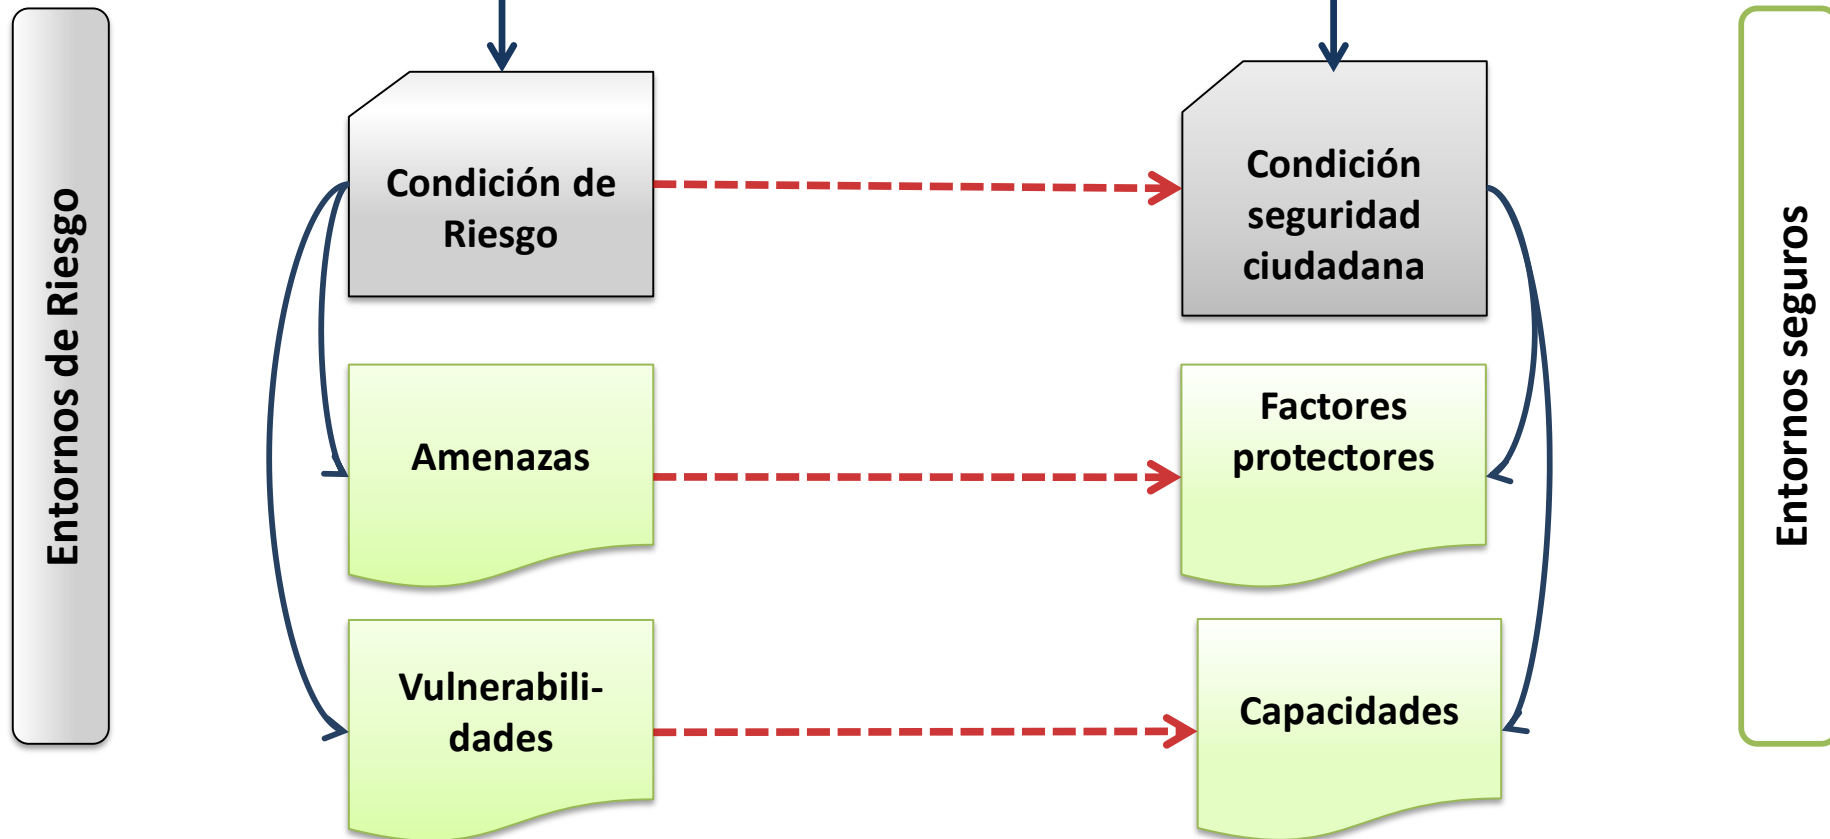 Entornos de Riesgo
Condición de
Riesgo
Condición
seguridad
ciudadana
Amenazas
Factores
protectores
Vulnerabili-
dades
Capacidades
Entornos seguros